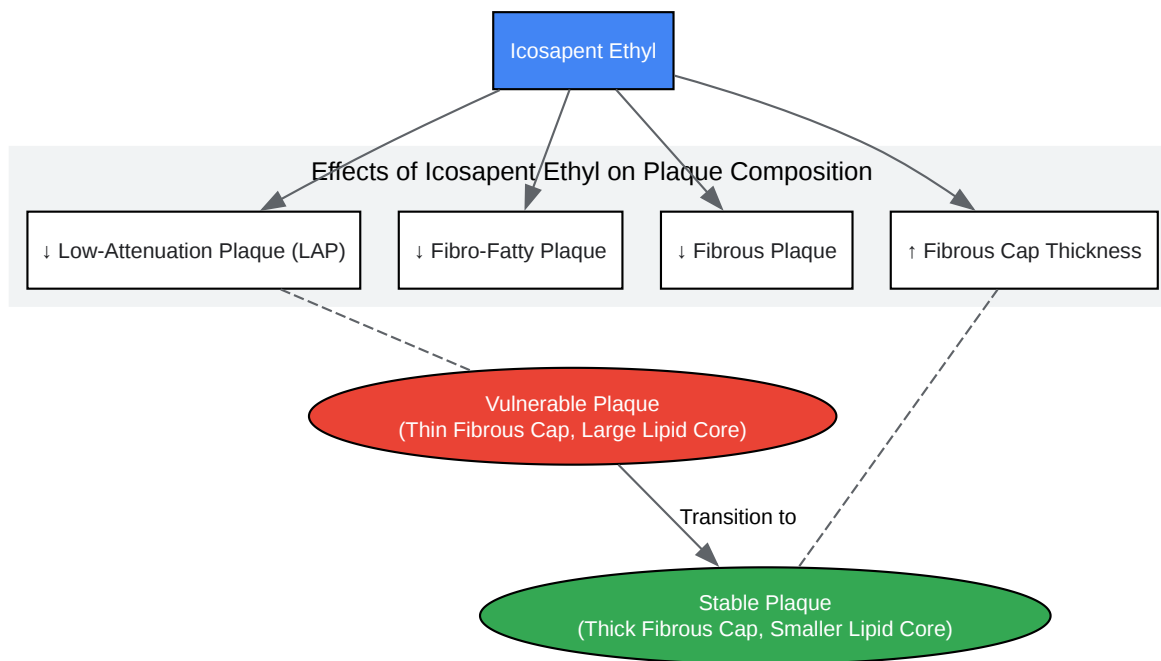 Icosapent Ethyl
Effects of Icosapent Ethyl on Plaque Composition
↓ Low-Attenuation Plaque (LAP)
↓ Fibro-Fatty Plaque
↓ Fibrous Plaque
↑ Fibrous Cap Thickness
Vulnerable Plaque
(Thin Fibrous Cap, Large Lipid Core)
Transition to
Stable Plaque
(Thick Fibrous Cap, Smaller Lipid Core)